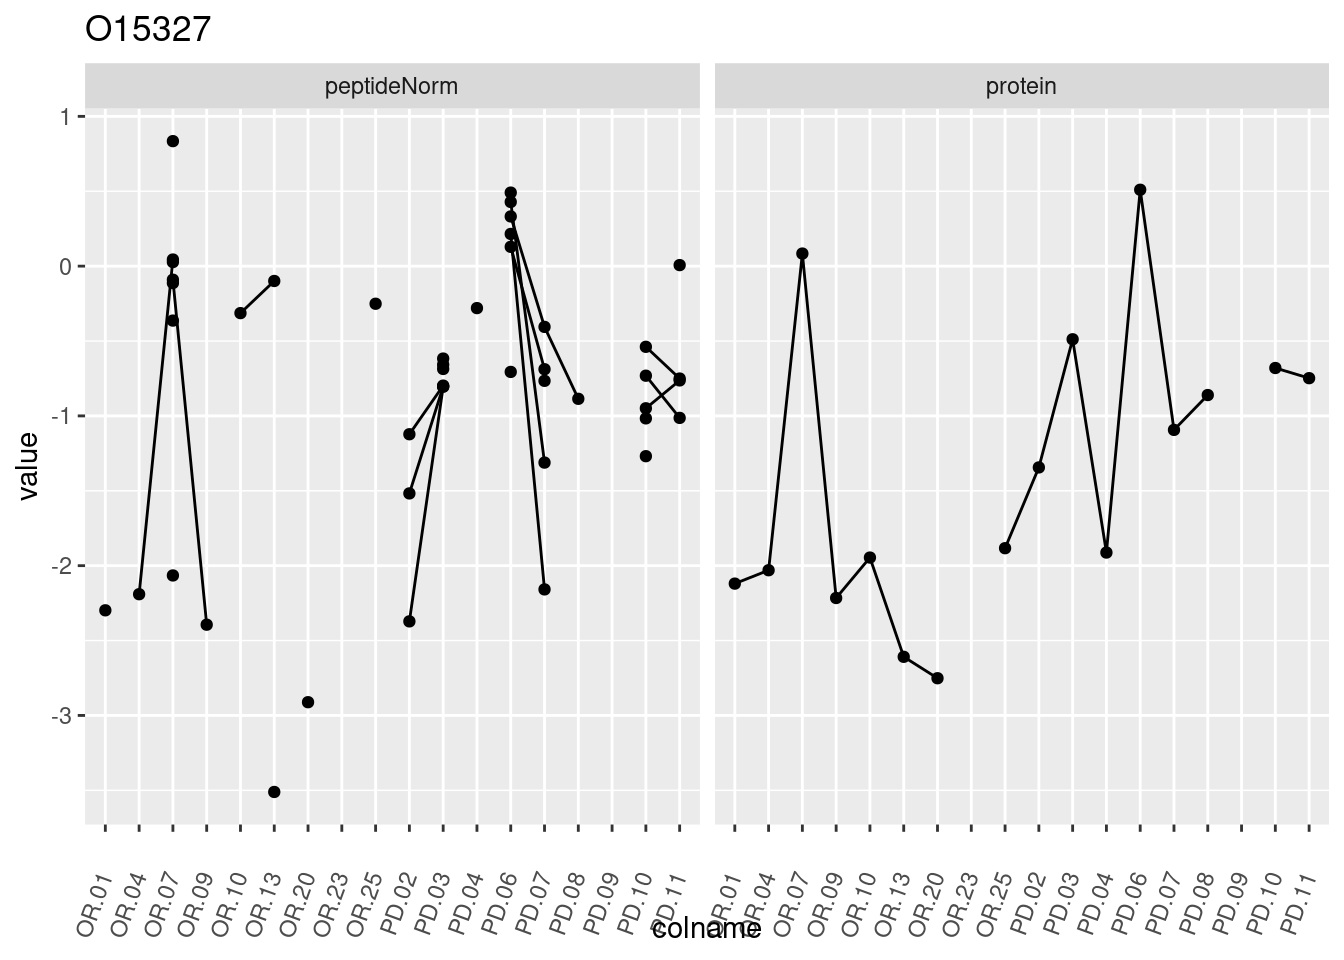 O15327
peptideNorm
protein
value
1
0
-1
-2
-3
OR.01
OR.04
OR.07
OR.09
OR.10
OR.13
OR.20
OR.23
OR.25
PD.02
PD.03
PD.04
PD.06
PD.07
PD.08
PD.09
PD.10
PD.11
OR.01
OR.04
OR.07
OR.09
OR.10
OR.13
OR.20
OR.23
OR.25
PD.02
PD.03
PD.04
PD.06
PD.07
PD.08
PD.09
PD.10
PD.11
colname